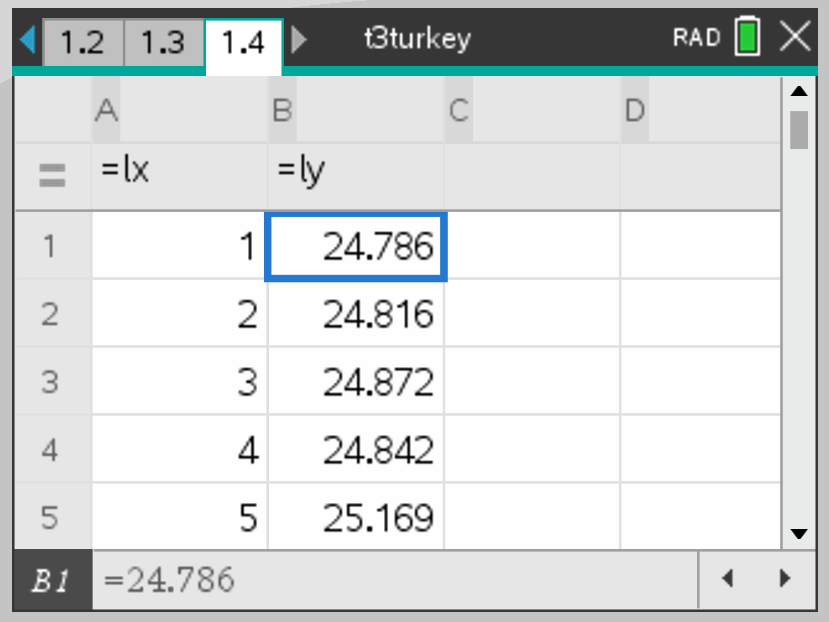 1.2 1.3 1.4 t3turkey RAD
A B C D
= =lx =ly
1 1 24.786
2 2 24.816
3 3 24.872
4 4 24.842
5 5 25.169
B1 =24.786